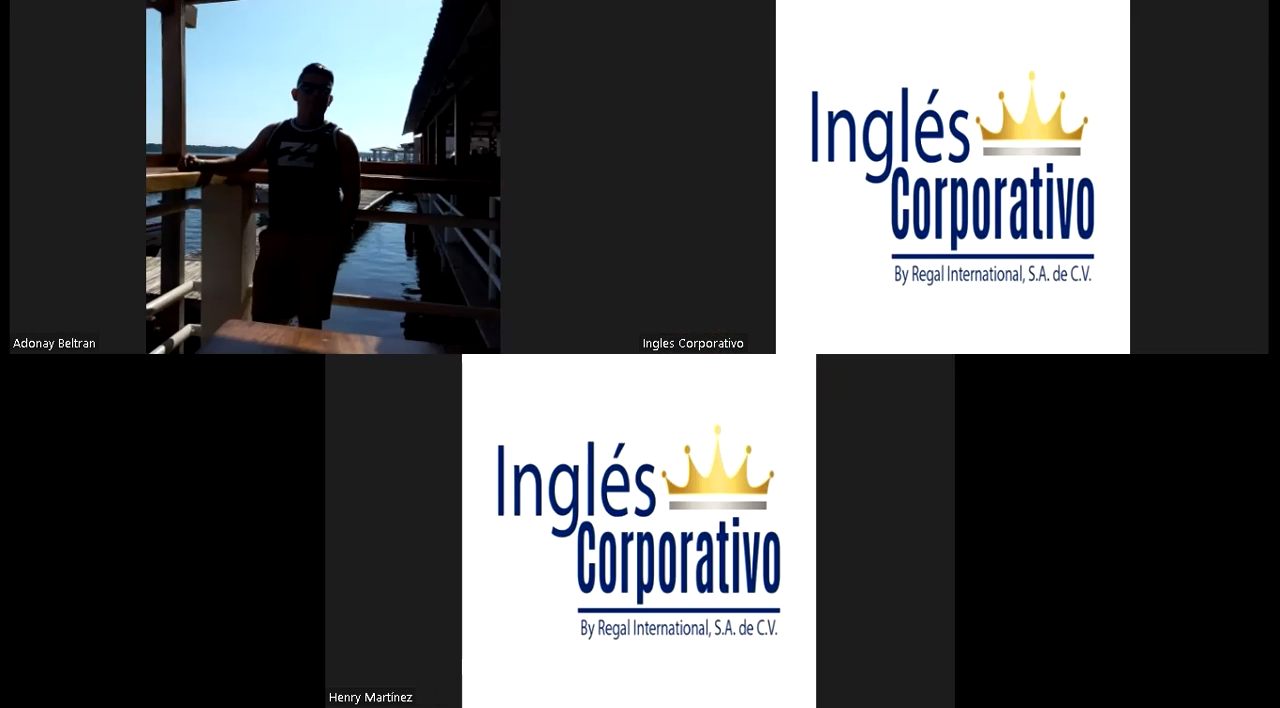 Inglés
Corporativo
By Regal International, S.A. de C.V.
Adonay Beltran
Ingles Corporativo
Inglés
Corporativo
By Regal International, S.A. de C.V.
Henry Martínez